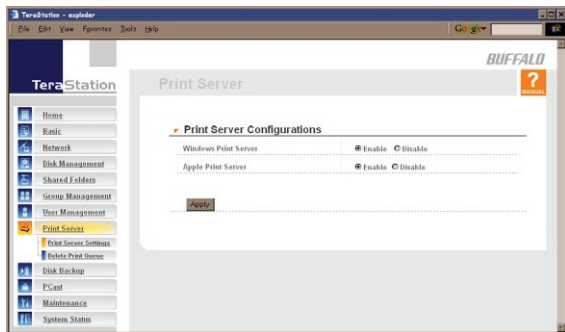 TeraStation - exploder
File Edit View Favorites Tools Help
Google
BUFFALO
TeraStation
Print Server
?
MANUAL
Home
Basic
Network
Disk Management
Shared Folders
Group Management
User Management
Print Server
Print Server Settings
Delete Print Queue
Disk Backup
PCast
Maintenance
System Status
Print Server Configurations
Windows Print Server Enable Disable
Apple Print Server Enable Disable
Apply